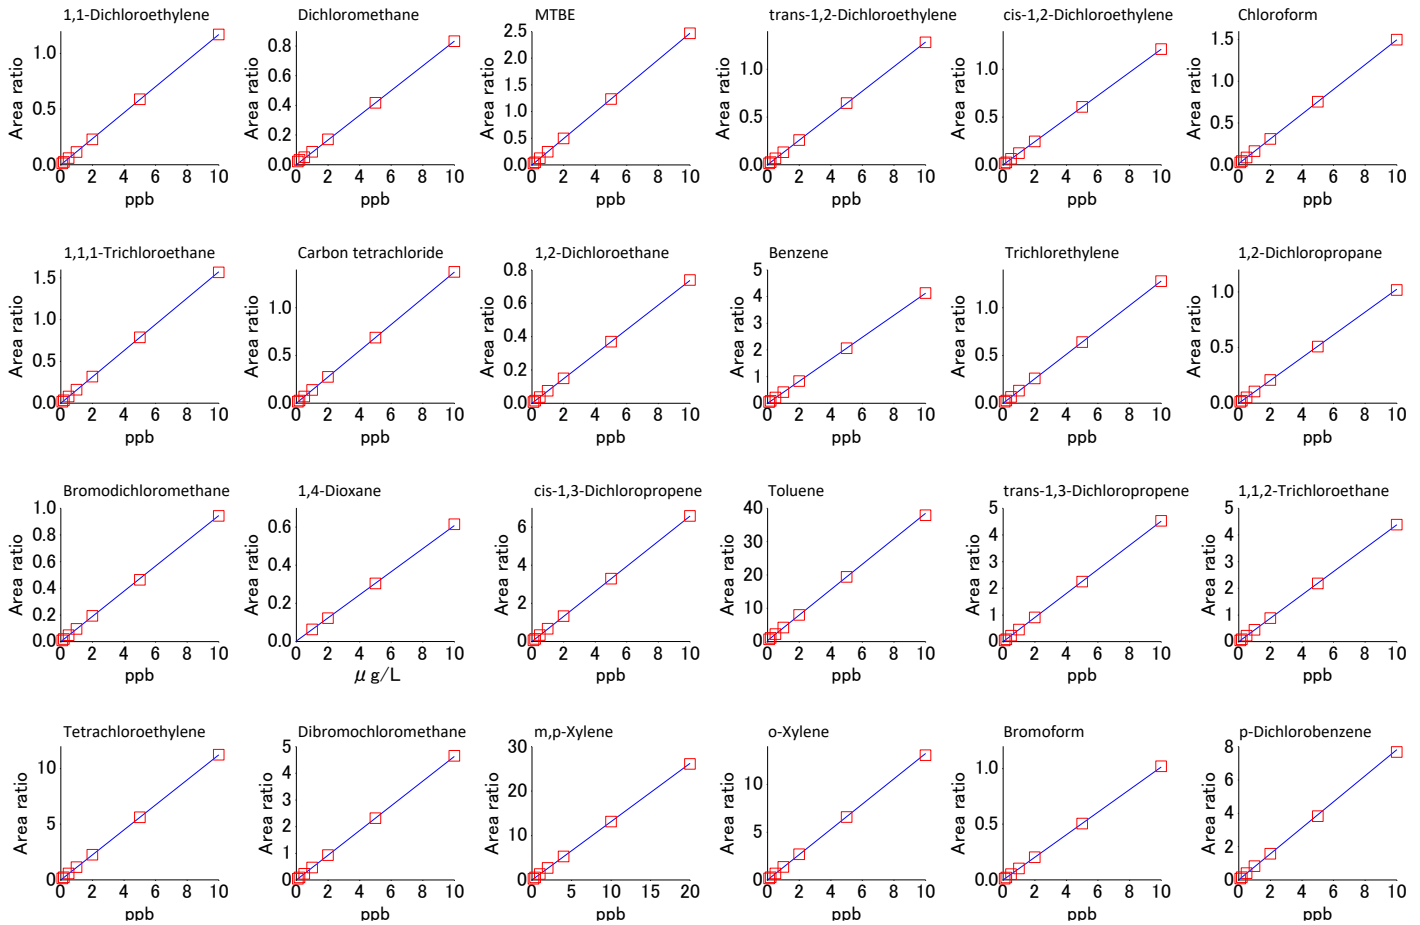 1,1-Dichloroethylene
Area ratio
1.0
0.5
0.0
0 2 4 6 8 10
ppb
Dichloromethane
Area ratio
0.8
0.6
0.4
0.2
0.0
0 2 4 6 8 10
ppb
MTBE
Area ratio
2.5
2.0
1.5
1.0
0.5
0.0
0 2 4 6 8 10
ppb
trans-1,2-Dichloroethylene
Area ratio
1.0
0.5
0.0
0 2 4 6 8 10
ppb
cis-1,2-Dichloroethylene
Area ratio
1.0
0.5
0.0
0 2 4 6 8 10
ppb
Chloroform
Area ratio
1.5
1.0
0.5
0.0
0 2 4 6 8 10
ppb
1,1,1-Trichloroethane
Area ratio
1.5
1.0
0.5
0.0
0 2 4 6 8 10
ppb
Carbon tetrachloride
Area ratio
1.0
0.5
0.0
0 2 4 6 8 10
ppb
1,2-Dichloroethane
Area ratio
0.8
0.6
0.4
0.2
0.0
0 2 4 6 8 10
ppb
Benzene
Area ratio
5
4
3
2
1
0
0 2 4 6 8 10
ppb
Trichlorethylene
Area ratio
1.0
0.5
0.0
0 2 4 6 8 10
ppb
1,2-Dichloropropane
Area ratio
1.0
0.5
0.0
0 2 4 6 8 10
ppb
Bromodichloromethane
Area ratio
1.0
0.8
0.6
0.4
0.2
0.0
0 2 4 6 8 10
ppb
1,4-Dioxane
Area ratio
0.6
0.4
0.2
0.0
0 2 4 6 8 10
μg/L
cis-1,3-Dichloropropene
Area ratio
6
4
2
0
0 2 4 6 8 10
ppb
Toluene
Area ratio
40
30
20
10
0
0 2 4 6 8 10
ppb
trans-1,3-Dichloropropene
Area ratio
5
4
3
2
1
0
0 2 4 6 8 10
ppb
1,1,2-Trichloroethane
Area ratio
5
4
3
2
1
0
0 2 4 6 8 10
ppb
Tetrachloroethylene
Area ratio
10
5
0
0 2 4 6 8 10
ppb
Dibromochloromethane
Area ratio
5
4
3
2
1
0
0 2 4 6 8 10
ppb
m,p-Xylene
Area ratio
30
20
10
0
0 5 10 15 20
ppb
o-Xylene
Area ratio
10
5
0
0 2 4 6 8 10
ppb
Bromoform
Area ratio
1.0
0.5
0.0
0 2 4 6 8 10
ppb
p-Dichlorobenzene
Area ratio
8
6
4
2
0
0 2 4 6 8 10
ppb